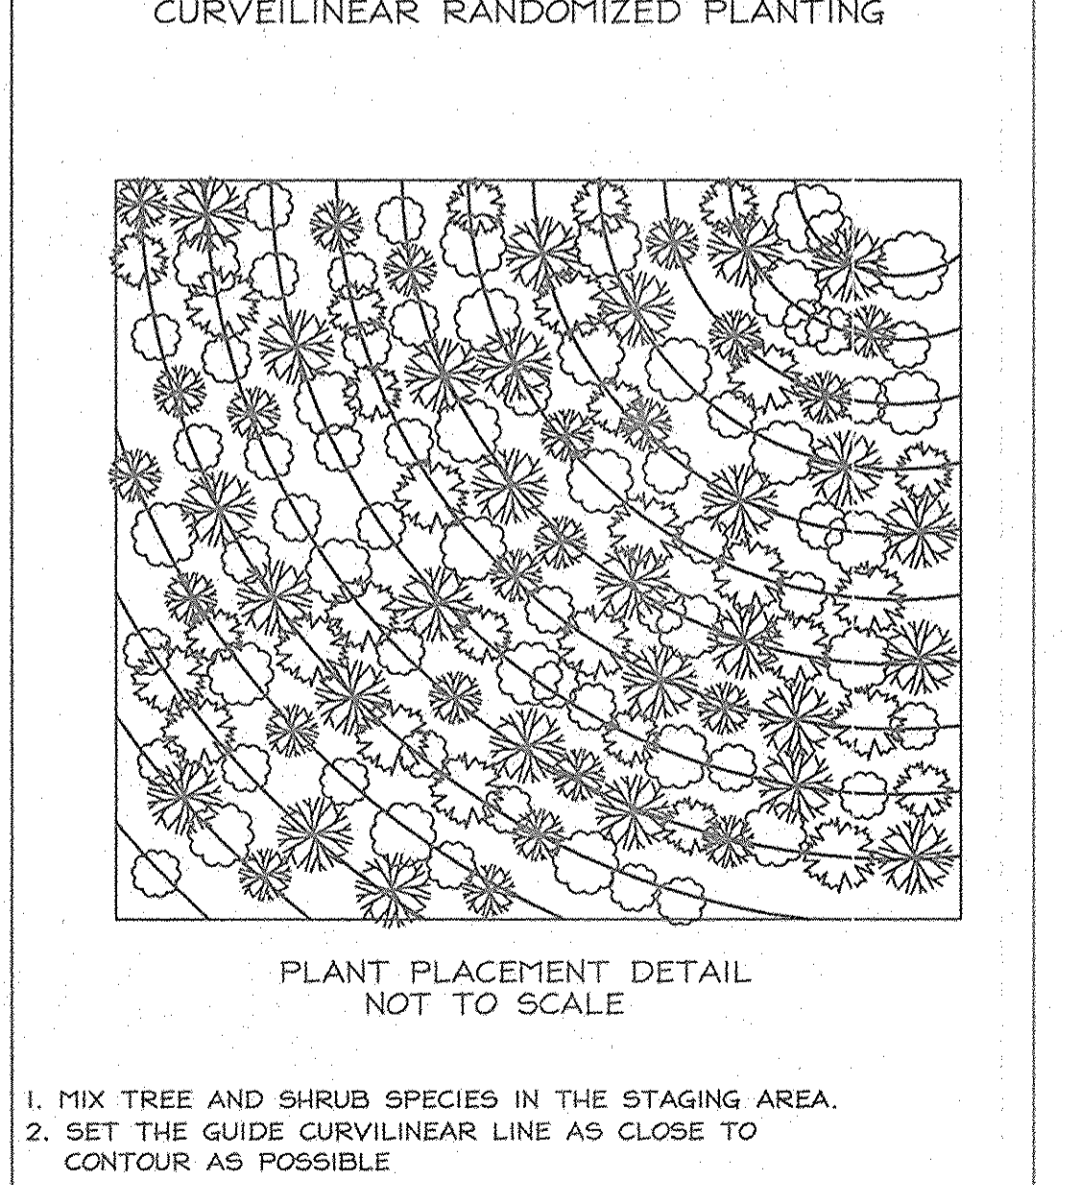 CURVEILINEAR RANDOMIZED PLANTING
PLANT PLACEMENT DETAIL
NOT TO SCALE
1. MIX TREE AND SHRUB SPECIES IN THE STAGING AREA.
2. SET THE GUIDE CURVILINEAR LINE AS CLOSE TO
CONTOUR AS POSSIBLE